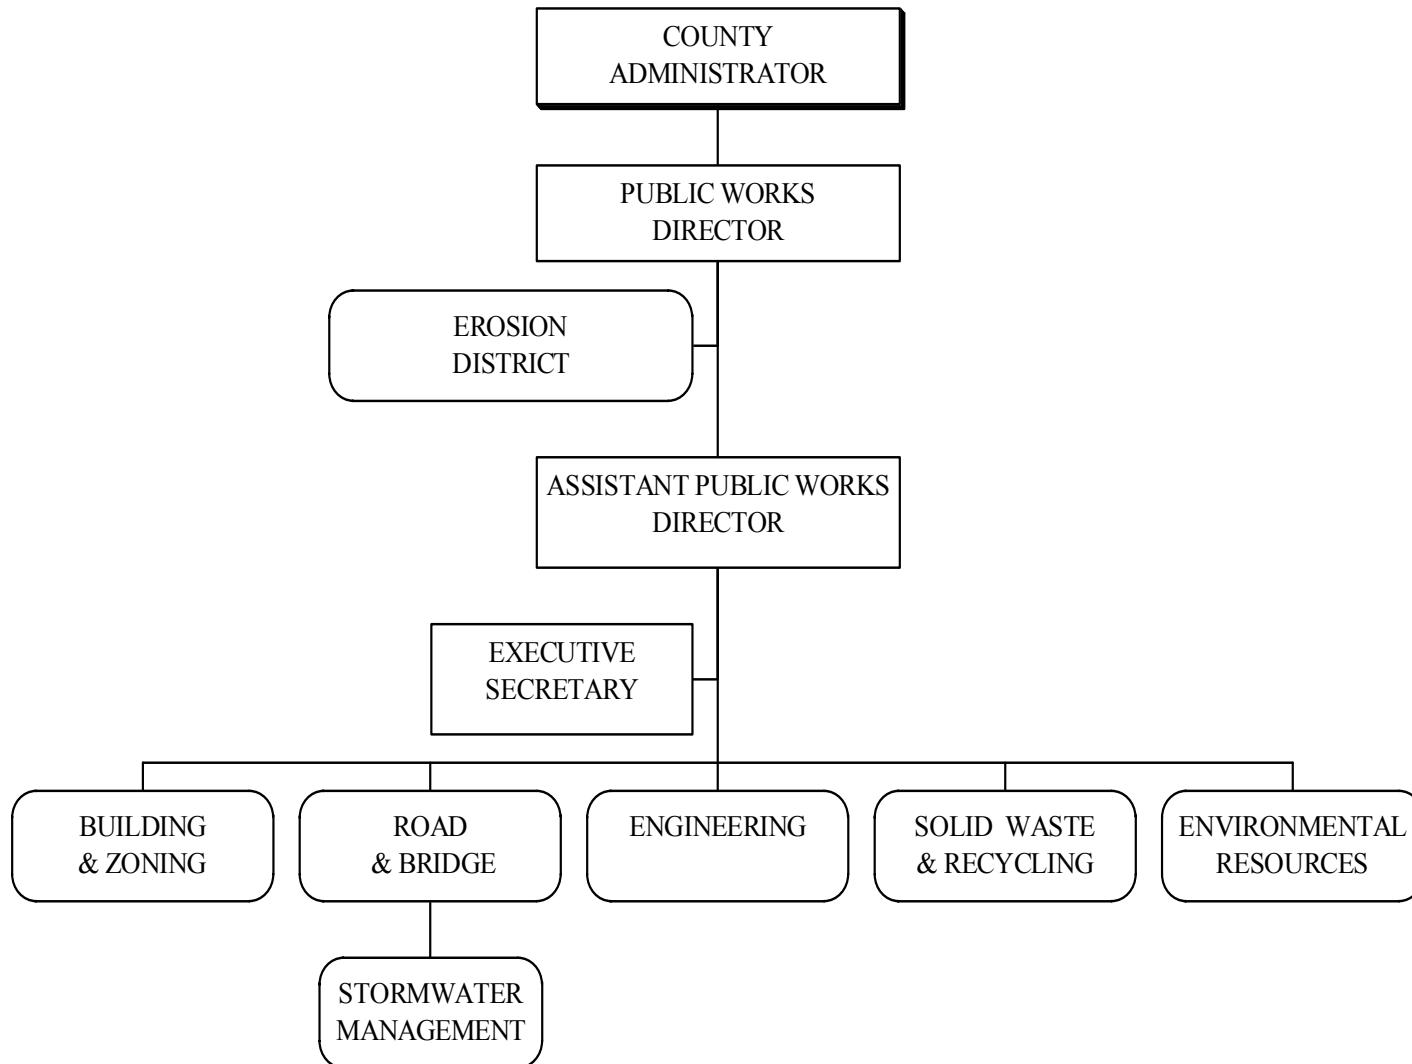 COUNTY
ADMINISTRATOR
PUBLIC WORKS
DIRECTOR
EROSION
DISTRICT
ASSISTANT PUBLIC WORKS
DIRECTOR
EXECUTIVE
SECRETARY
BUILDING
& ZONING
ROAD
& BRIDGE
ENGINEERING
SOLID WASTE
& RECYCLING
ENVIRONMENTAL
RESOURCES
STORMWATER
MANAGEMENT